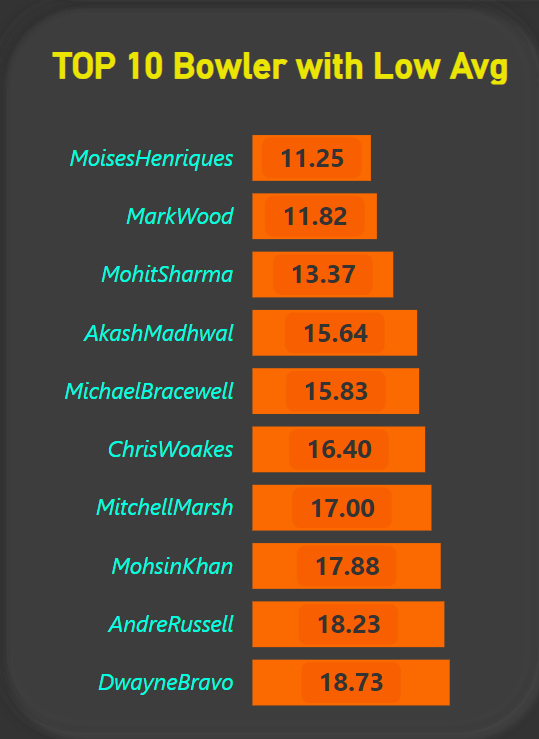 TOP 10 Bowler with Low Avg
MoisesHenriques 11.25
MarkWood 11.82
MohitSharma 13.37
AkashMadhwal 15.64
MichaelBracewell 15.83
ChrisWoakes 16.40
MitchellMarsh 17.00
MohsinKhan 17.88
AndreRussell 18.23
DwayneBravo 18.73